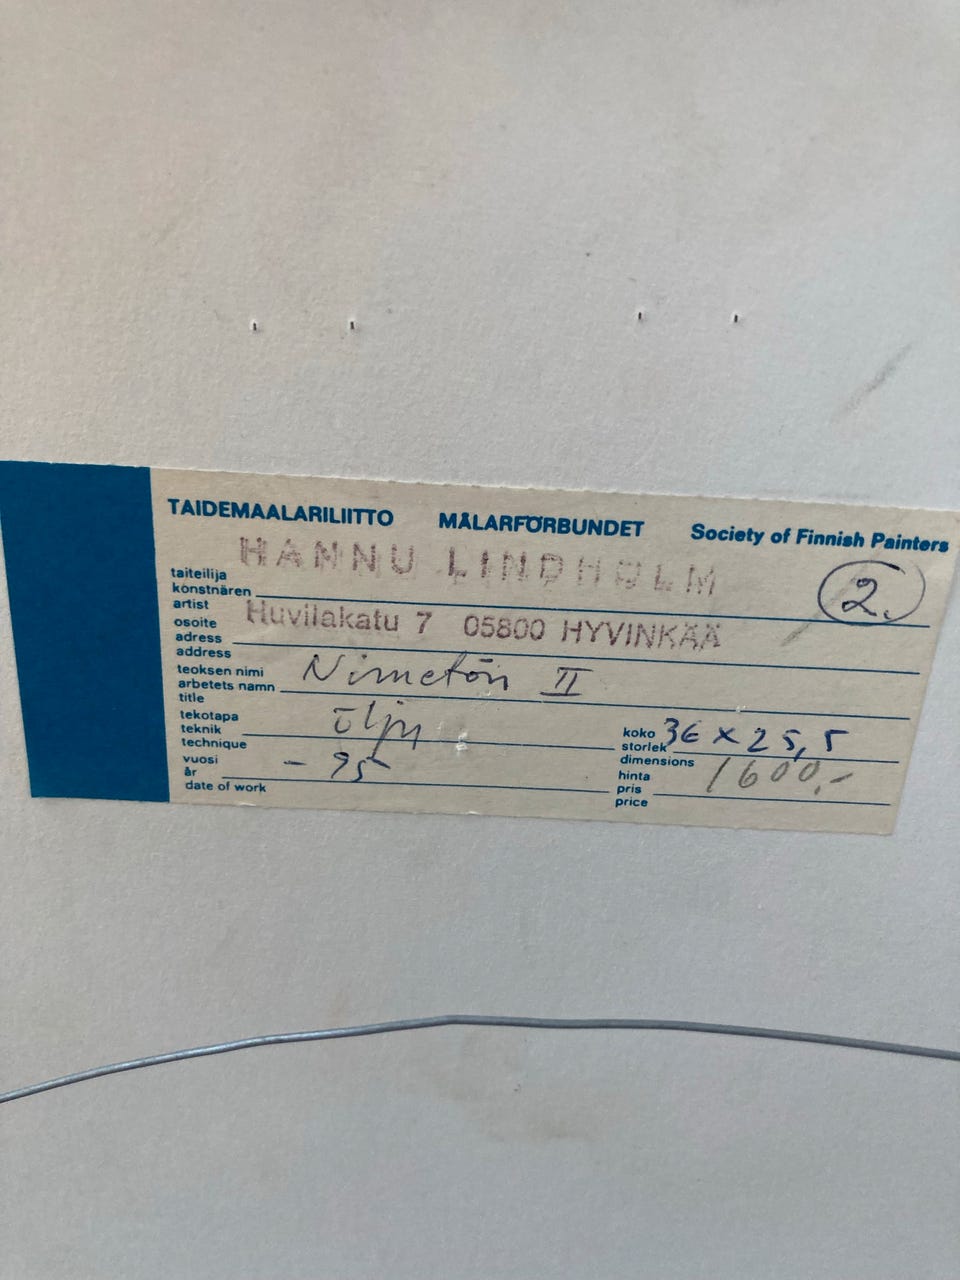 TAIDEMAALARILIITTO MÅLARFÖRBUNDET Society of Finnish Painters
HANNU LINDHOLM
taiteilija
konstnären
artist
2.
Huvilakatu 7 05800 HYVINKÄÄ
osoite
adress
address
Nimetön II
teoksen nimi
arbetets namn
title
öljy
tekotapa
teknik
technique
36 x 25,5
koko
storlek
dimensions
-95
vuosi
år
date of work
1600,-
hinta
pris
price